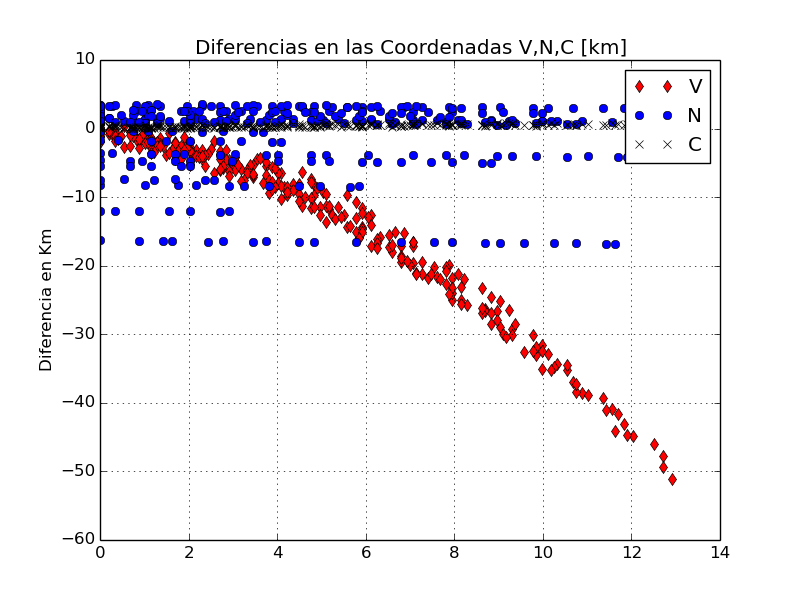 Diferencias en las Coordenadas V,N,C [km]
10
0
−10
−20
−30
−40
−50
−60
Diferencia en Km
0 2 4 6 8 10 12 14
V
N
C